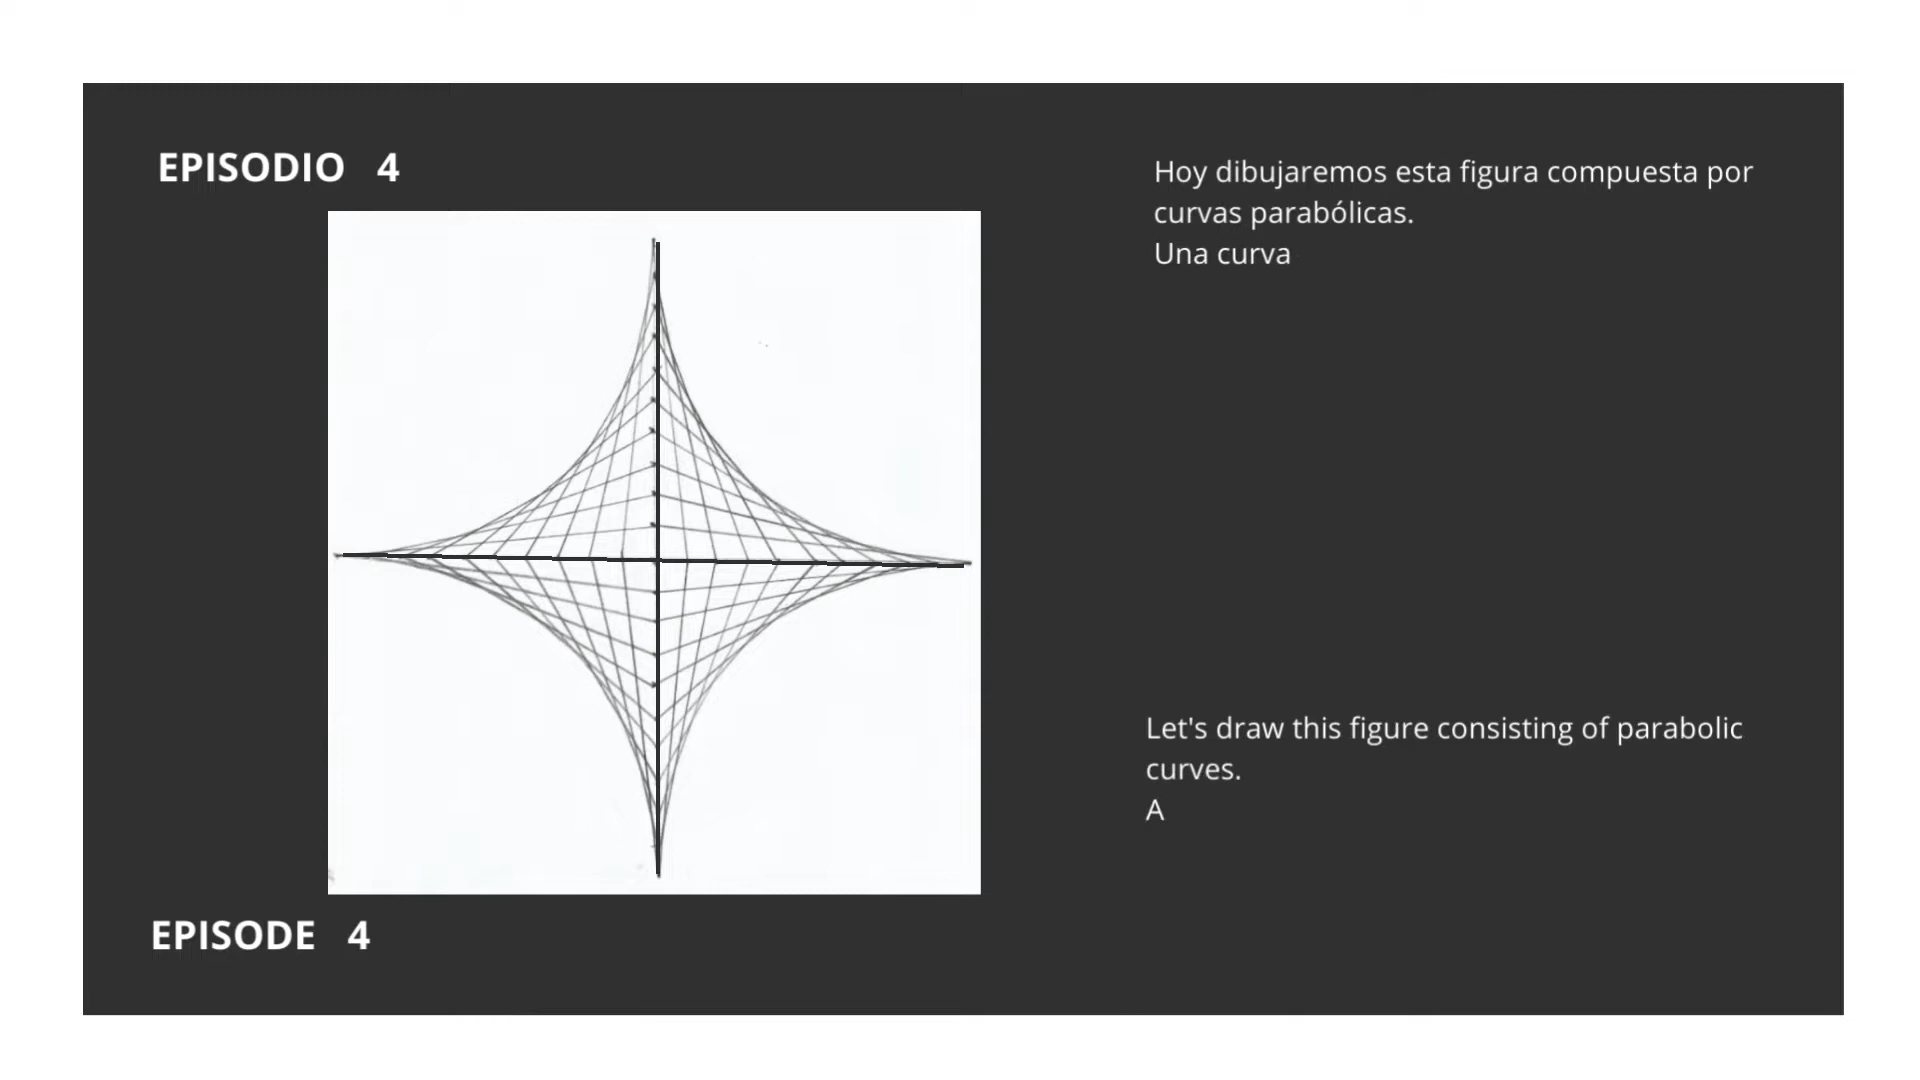 EPISODIO 4
Hoy dibujaremos esta figura compuesta por
curvas parabólicas.
Una curva
Let's draw this figure consisting of parabolic
curves.
A
EPISODE 4